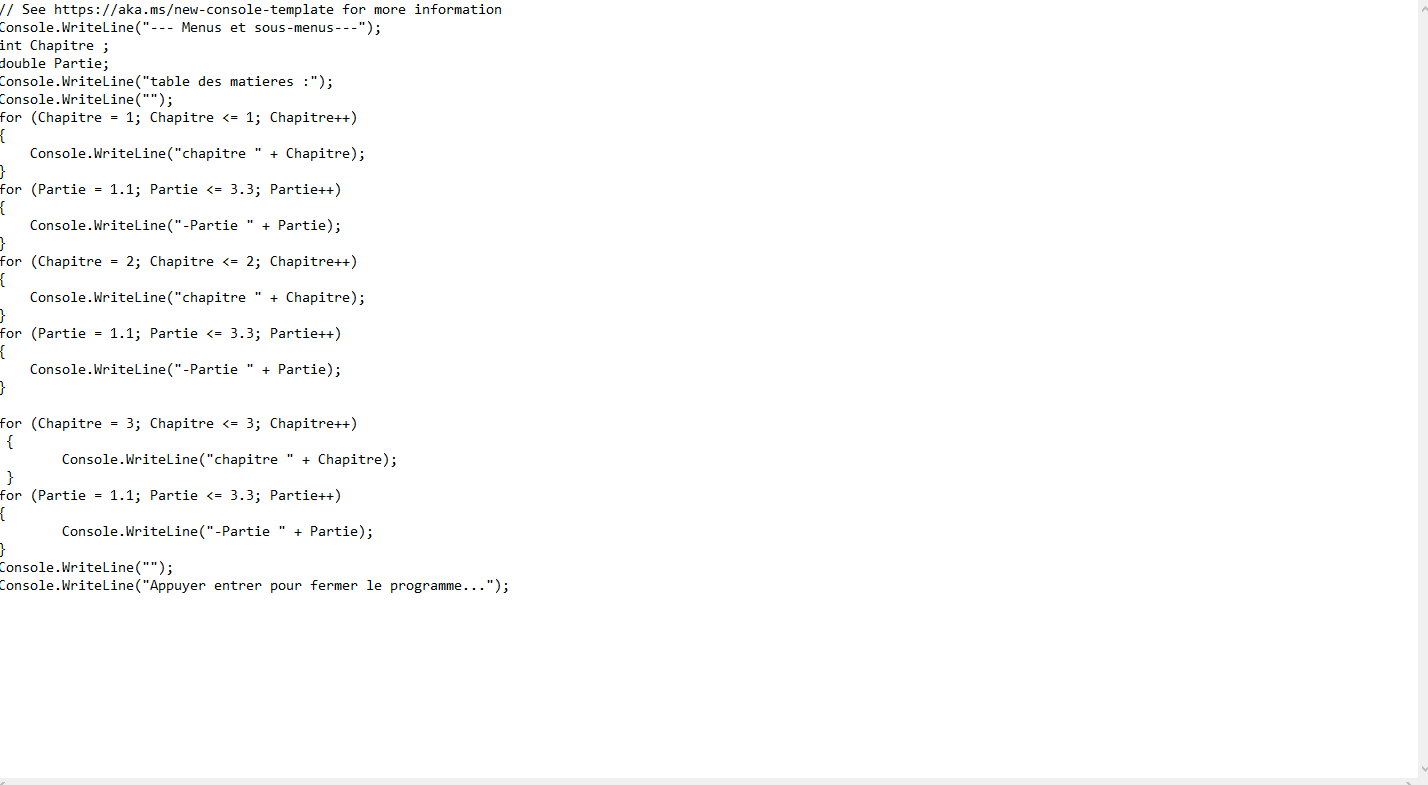 // See https://aka.ms/new-console-template for more information
Console.WriteLine("--- Menus et sous-menus---");
int Chapitre ;
double Partie;
Console.WriteLine("table des matieres :");
Console.WriteLine("");
for (Chapitre = 1; Chapitre <= 1; Chapitre++)
{
    Console.WriteLine("chapitre " + Chapitre);
}
for (Partie = 1.1; Partie <= 3.3; Partie++)
{
    Console.WriteLine("-Partie " + Partie);
}
for (Chapitre = 2; Chapitre <= 2; Chapitre++)
{
    Console.WriteLine("chapitre " + Chapitre);
}
for (Partie = 1.1; Partie <= 3.3; Partie++)
{
    Console.WriteLine("-Partie " + Partie);
}

for (Chapitre = 3; Chapitre <= 3; Chapitre++)
 {
        Console.WriteLine("chapitre " + Chapitre);
 }
for (Partie = 1.1; Partie <= 3.3; Partie++)
{
        Console.WriteLine("-Partie " + Partie);
}
Console.WriteLine("");
Console.WriteLine("Appuyer entrer pour fermer le programme...");